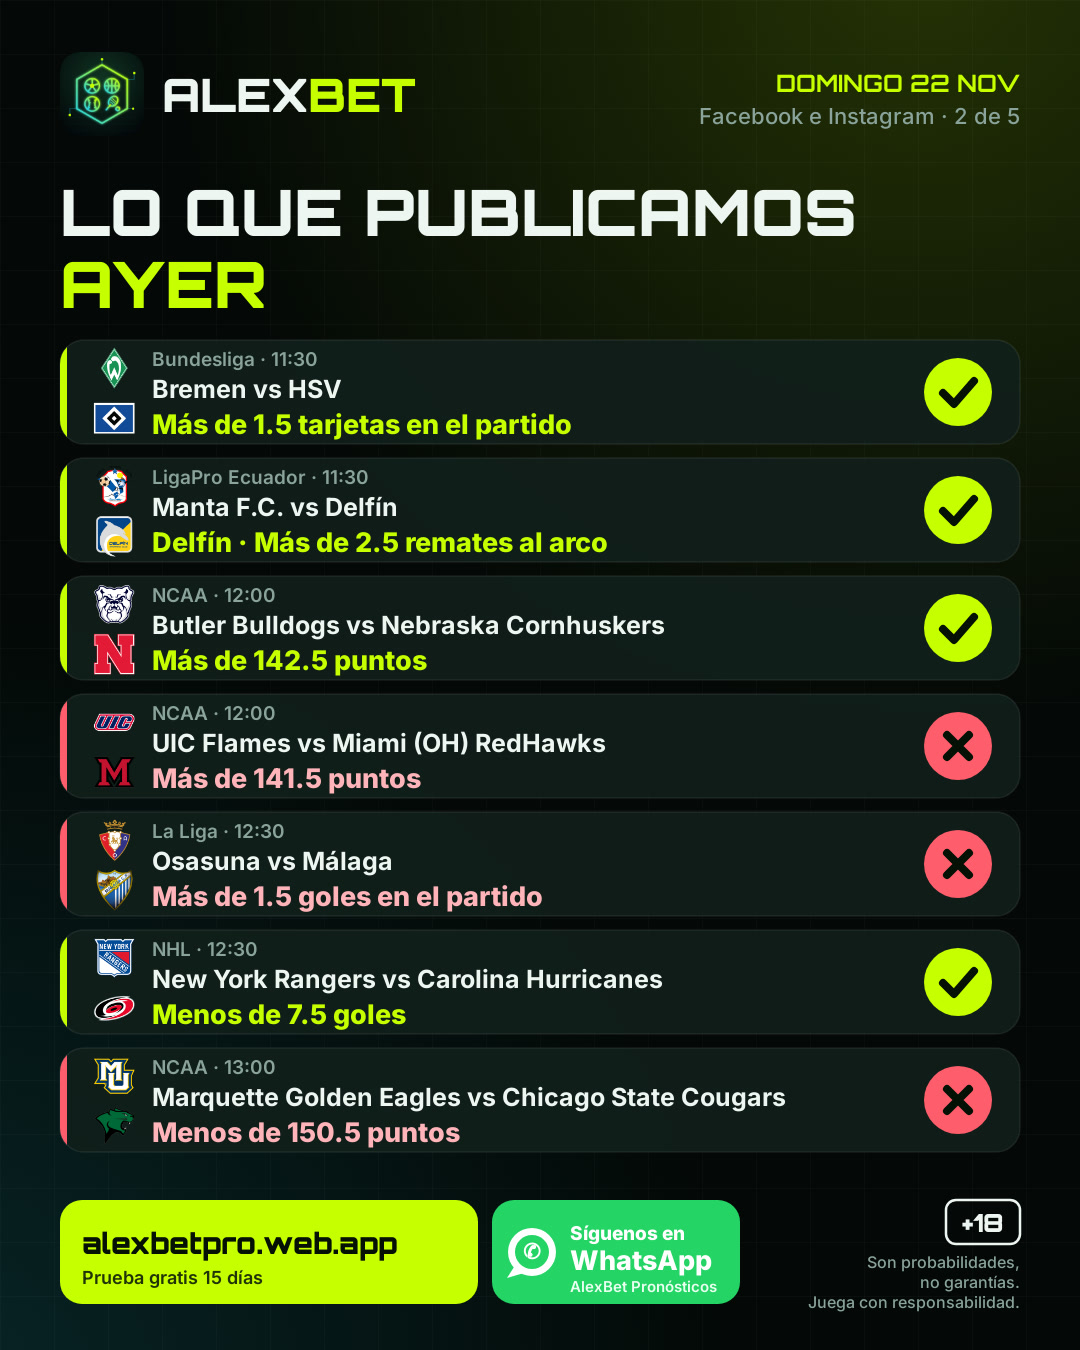 ALEXBET
DOMINGO 22 NOV
Facebook e Instagram · 2 de 5
LO QUE PUBLICAMOS
AYER
Bundesliga · 11:30
Bremen vs HSV
Más de 1.5 tarjetas en el partido
LigaPro Ecuador · 11:30
Manta F.C. vs Delfín
DELFIN
Delfín · Más de 2.5 remates al arco
NCAA · 12:00
Butler Bulldogs vs Nebraska Cornhuskers
N
Más de 142.5 puntos
UIC
NCAA · 12:00
UIC Flames vs Miami (OH) RedHawks
M
Más de 141.5 puntos
La Liga · 12:30
Osasuna vs Málaga
Más de 1.5 goles en el partido
NEW YORK
RANGERS
NHL · 12:30
New York Rangers vs Carolina Hurricanes
Menos de 7.5 goles
MU
NCAA · 13:00
Marquette Golden Eagles vs Chicago State Cougars
Menos de 150.5 puntos
alexbetpro.web.app
Prueba gratis 15 días
Síguenos en
WhatsApp
AlexBet Pronósticos
+18
Son probabilidades,
no garantías.
Juega con responsabilidad.